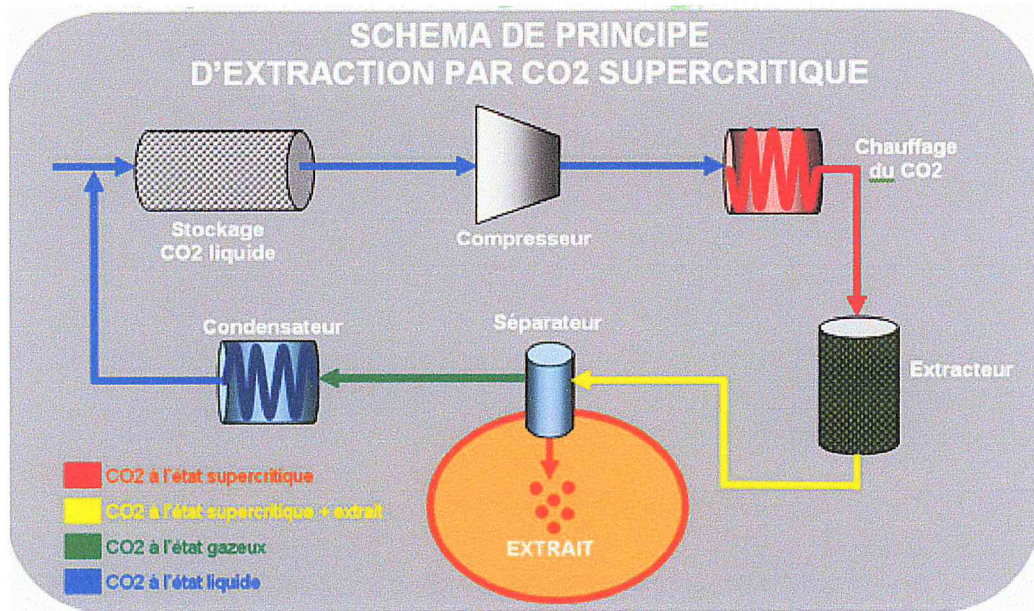 SCHEMA DE PRINCIPE
D'EXTRACTION PAR CO2 SUPERCRITIQUE
Stockage
CO2 liquide
Compresseur
Chauffage
du CO2
Condensateur
Séparateur
Extracteur
CO2 à l'état supercritique
CO2 à l'état supercritique + extrait
CO2 à l'état gazeux
CO2 à l'état liquide
EXTRAIT